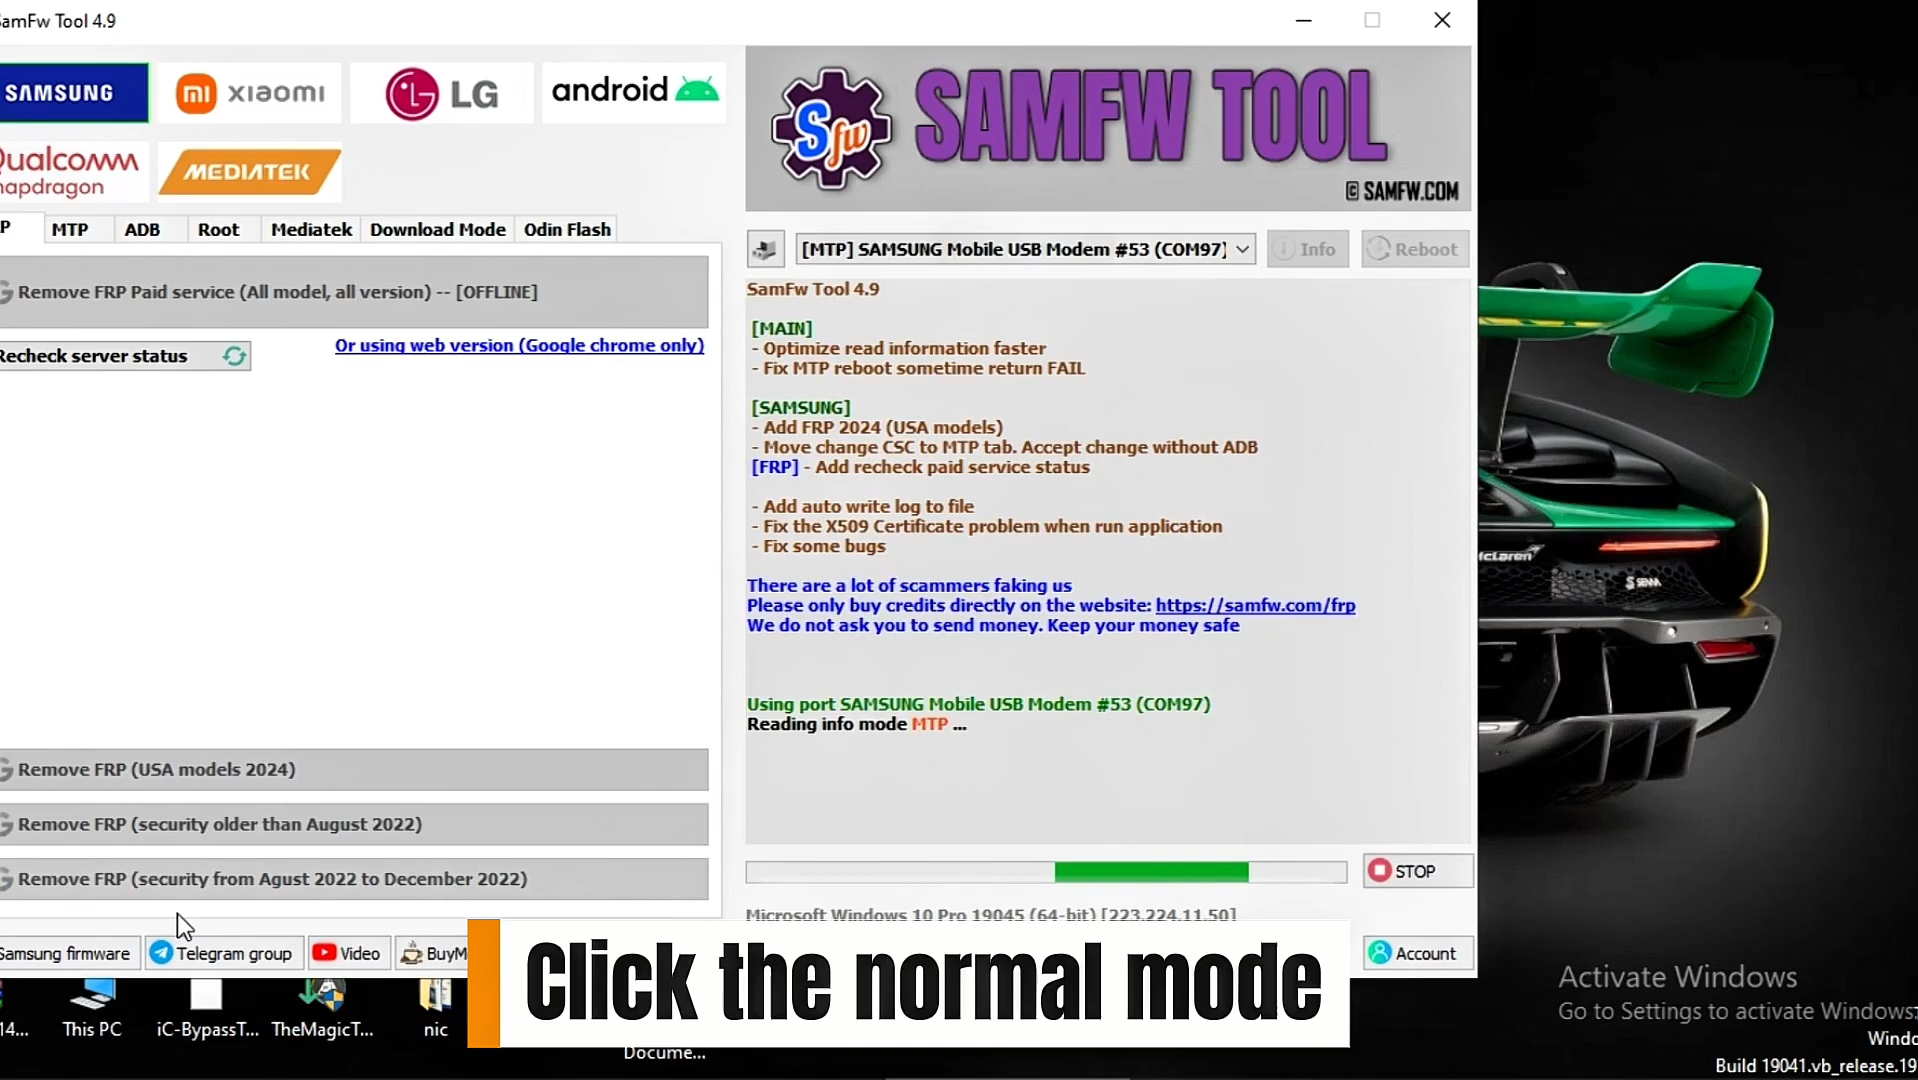 SamFw Tool 4.9
SAMSUNG
xiaomi
LG
android
Qualcomm
snapdragon
MEDIATEK
Sfw
SAMFW TOOL
© SAMFW.COM
P
MTP
ADB
Root
Mediatek
Download Mode
Odin Flash
[MTP] SAMSUNG Mobile USB Modem #53 (COM97)
Info
Reboot
Remove FRP Paid service (All model, all version) -- [OFFLINE]
Recheck server status
Or using web version (Google chrome only)
SamFw Tool 4.9
[MAIN]
- Optimize read information faster
- Fix MTP reboot sometime return FAIL
[SAMSUNG]
- Add FRP 2024 (USA models)
- Move change CSC to MTP tab. Accept change without ADB
[FRP] - Add recheck paid service status
- Add auto write log to file
- Fix the X509 Certificate problem when run application
- Fix some bugs
There are a lot of scammers faking us
Please only buy credits directly on the website: https://samfw.com/frp
We do not ask you to send money. Keep your money safe
Using port SAMSUNG Mobile USB Modem #53 (COM97)
Reading info mode MTP ...
Remove FRP (USA models 2024)
Remove FRP (security older than August 2022)
Remove FRP (security from Agust 2022 to December 2022)
STOP
Microsoft Windows 10 Pro 19045 (64-bit) [223.224.11.50]
Samsung firmware
Telegram group
Video
BuyM
Account
Click the normal mode
14...
This PC
iC-BypassT...
TheMagicT...
nic
Docume...
McLaren
SENNA
Activate Windows
Go to Settings to activate Windows.
Windo
Build 19041.vb_release.19